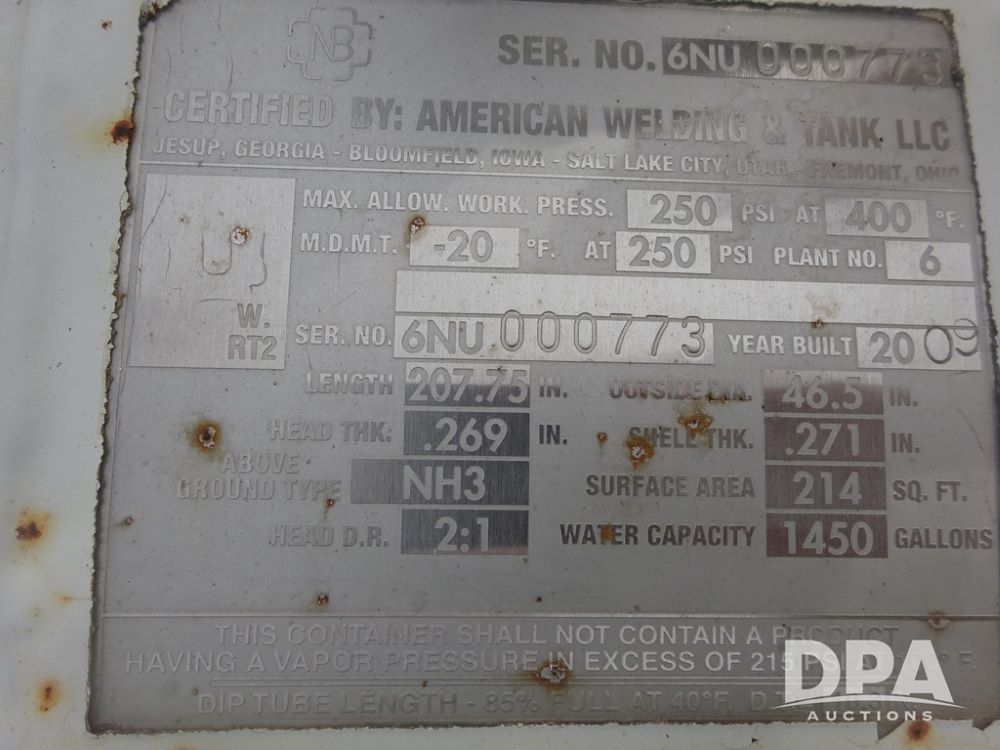 NB
SER. NO. 6NU 000773
CERTIFIED BY: AMERICAN WELDING & TANK LLC
JESUP, GEORGIA - BLOOMFIELD, IOWA - SALT LAKE CITY, UTAH - FREMONT, OHIO
MAX. ALLOW. WORK. PRESS. 250 PSI AT 400 °F.
M.D.M.T. -20 °F. AT 250 PSI PLANT NO. 6
U
W.
RT2
SER. NO. 6NU 000773 YEAR BUILT 2009
LENGTH 207.75 IN. OUTSIDE DIA. 46.5 IN.
HEAD THK: .269 IN. SHELL THK. .271 IN.
ABOVE
GROUND TYPE NH3 SURFACE AREA 214 SQ. FT.
HEAD D.R. 2:1 WATER CAPACITY 1450 GALLONS
THIS CONTAINER SHALL NOT CONTAIN A PRODUCT
HAVING A VAPOR PRESSURE IN EXCESS OF 215 PSI F.
DIP TUBE LENGTH - 85% FULL AT 40°F.
DPA
AUCTIONS